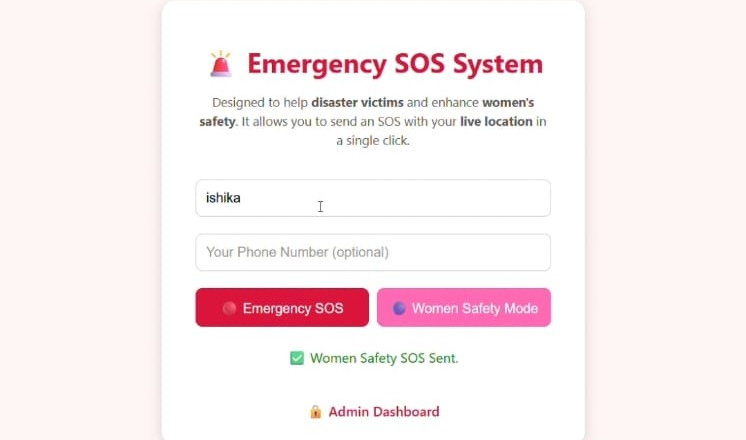 🚨 Emergency SOS System
Designed to help disaster victims and enhance women's
safety. It allows you to send an SOS with your live location in
a single click.
ishika
Your Phone Number (optional)
🔴 Emergency SOS
🟣 Women Safety Mode
✅ Women Safety SOS Sent.
🔒 Admin Dashboard